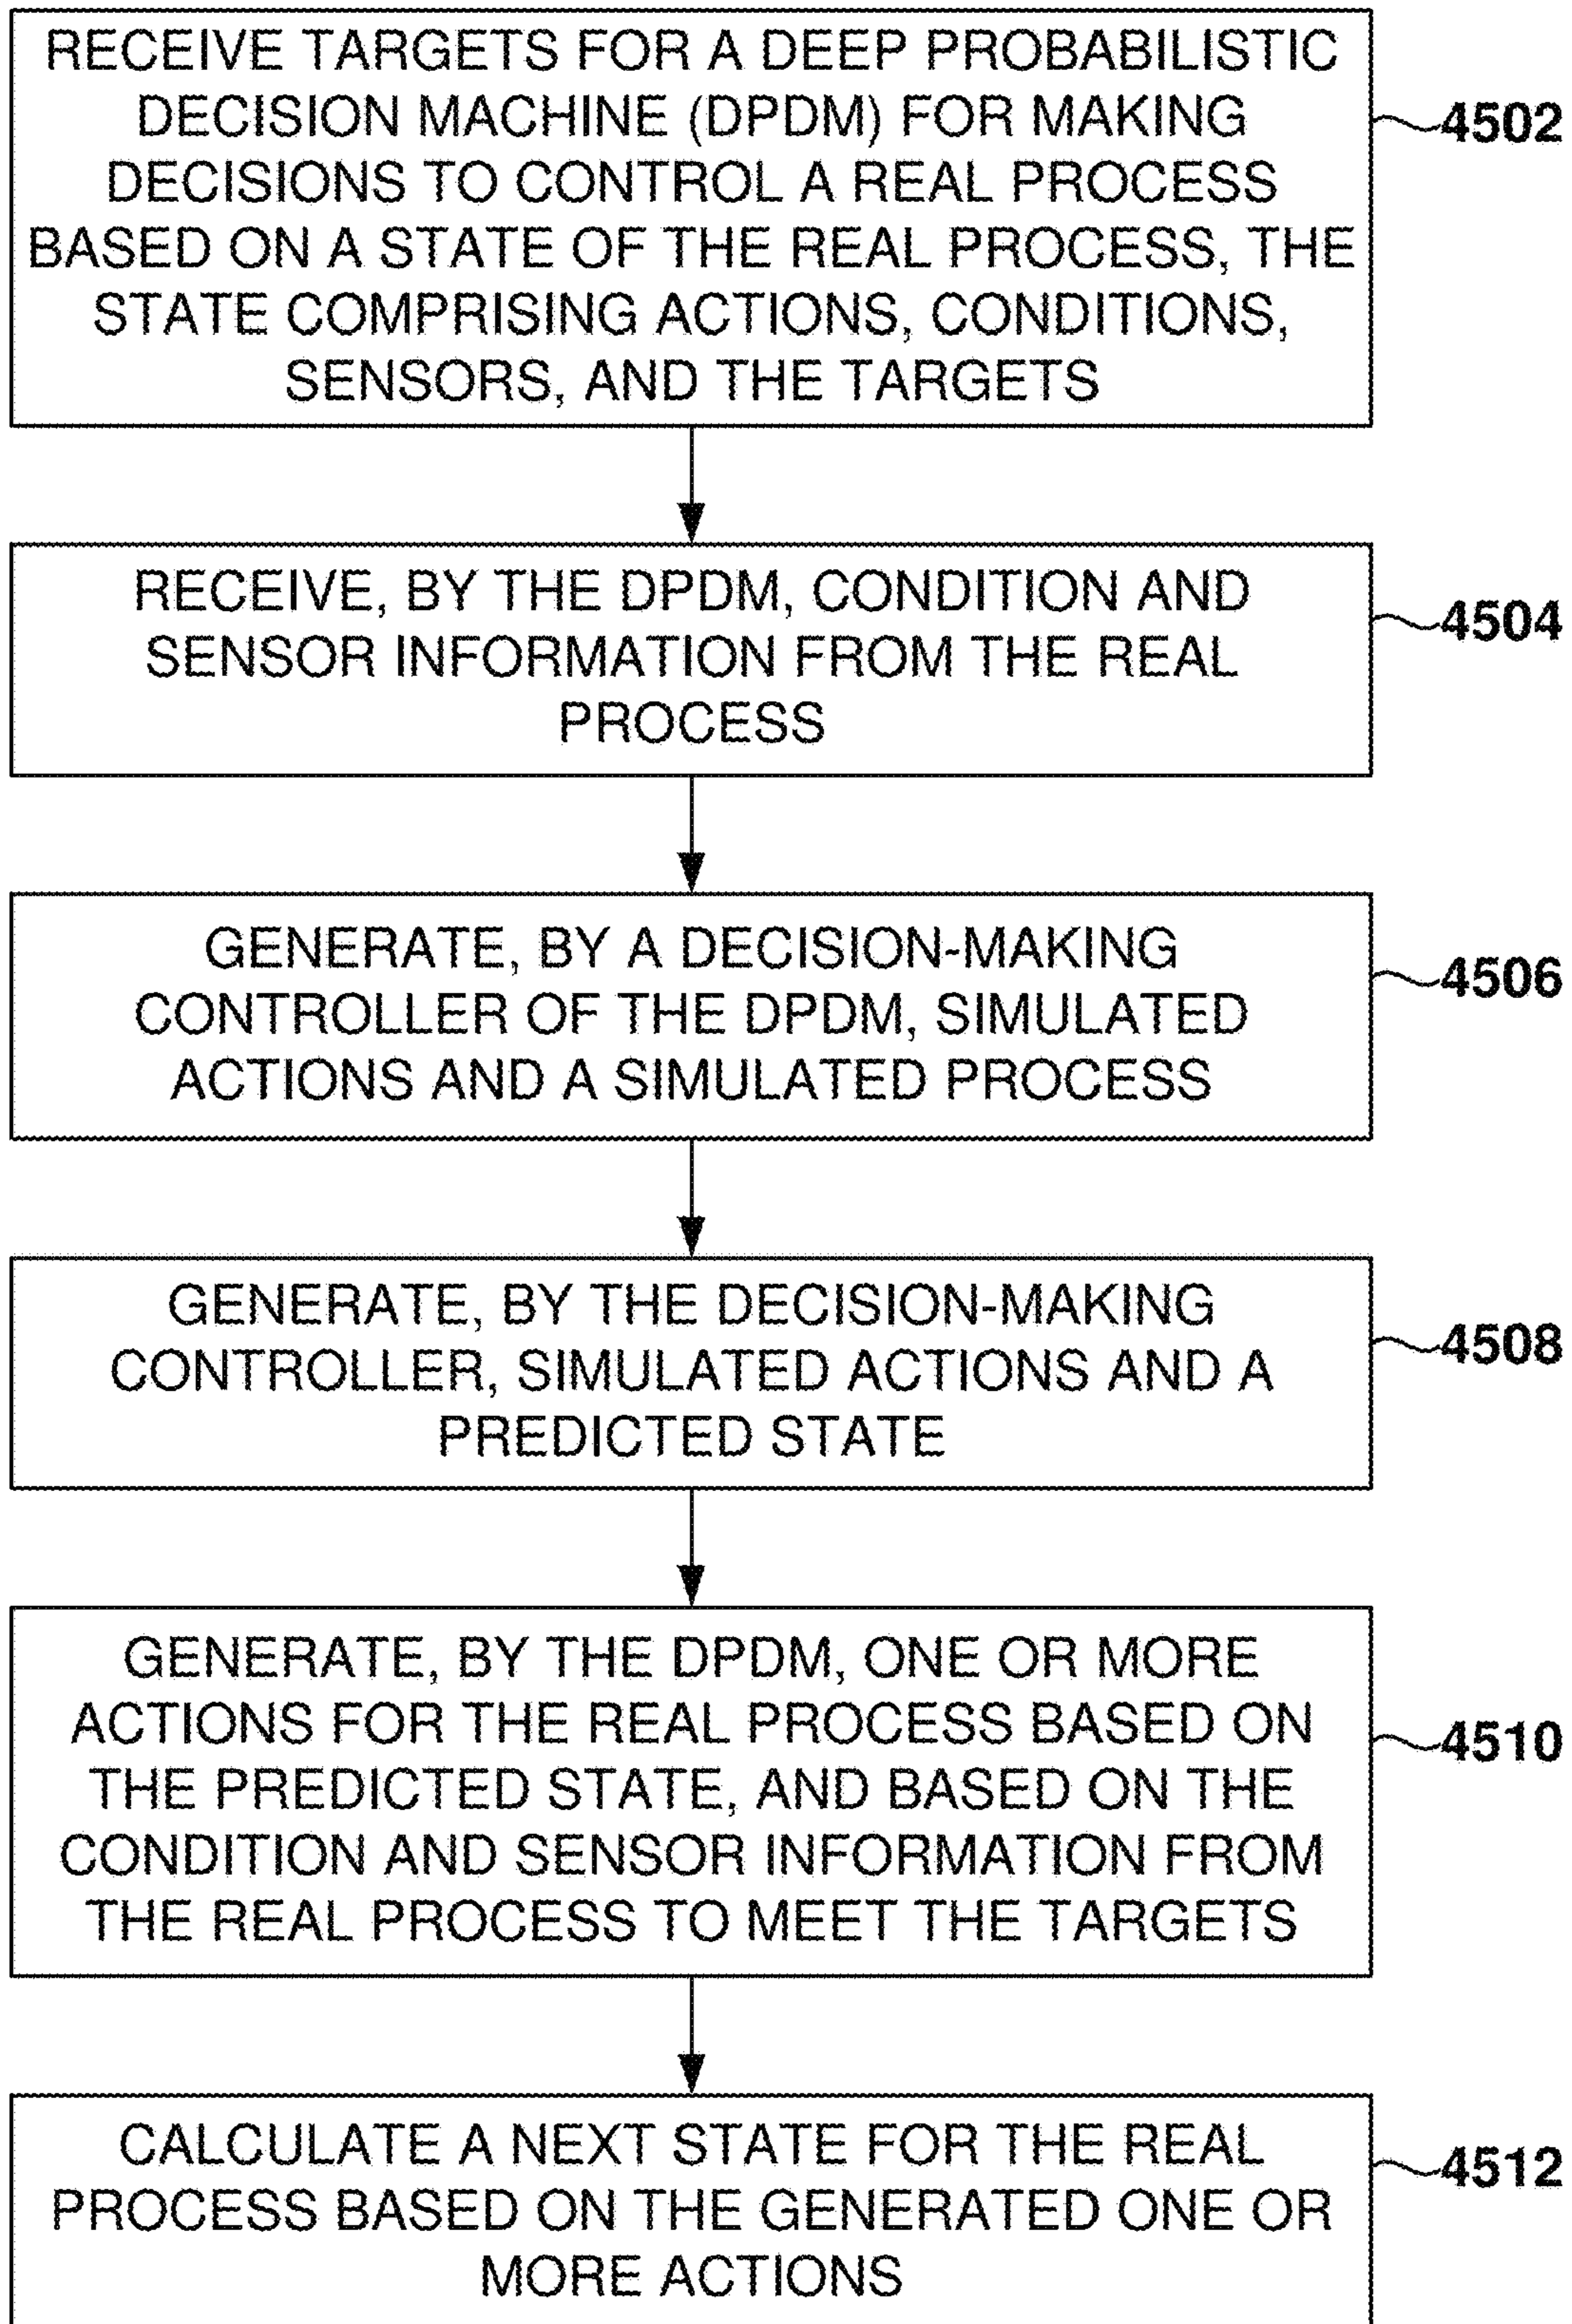 RECEIVE TARGETS FOR A DEEP PROBABILISTIC
DECISION MACHINE (DPDM) FOR MAKING
DECISIONS TO CONTROL A REAL PROCESS
BASED ON A STATE OF THE REAL PROCESS, THE
STATE COMPRISING ACTIONS, CONDITIONS,
SENSORS, AND THE TARGETS
4502
RECEIVE, BY THE DPDM, CONDITION AND
SENSOR INFORMATION FROM THE REAL
PROCESS
4504
GENERATE, BY A DECISION-MAKING
CONTROLLER OF THE DPDM, SIMULATED
ACTIONS AND A SIMULATED PROCESS
4506
GENERATE, BY THE DECISION-MAKING
CONTROLLER, SIMULATED ACTIONS AND A
PREDICTED STATE
4508
GENERATE, BY THE DPDM, ONE OR MORE
ACTIONS FOR THE REAL PROCESS BASED ON
THE PREDICTED STATE, AND BASED ON THE
CONDITION AND SENSOR INFORMATION FROM
THE REAL PROCESS TO MEET THE TARGETS
4510
CALCULATE A NEXT STATE FOR THE REAL
PROCESS BASED ON THE GENERATED ONE OR
MORE ACTIONS
4512